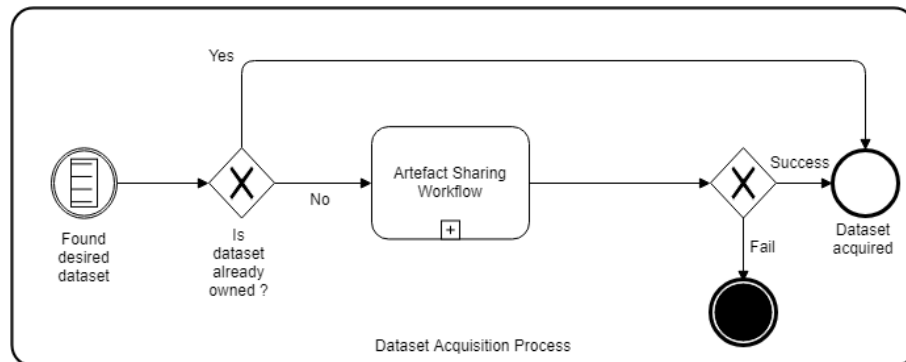 Yes
Found
desired
dataset
Is
dataset
already
owned ?
No
Artefact Sharing
Workflow
Success
Fail
Dataset
acquired
Dataset Acquisition Process